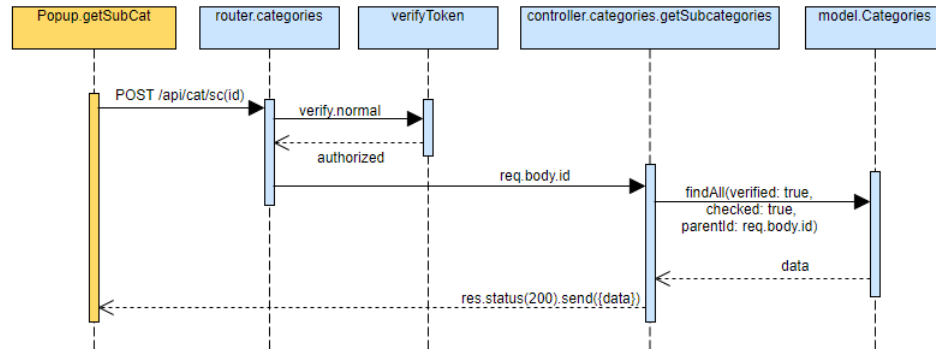 Popup.getSubCat
router.categories
verifyToken
controller.categories.getSubcategories
model.Categories
POST /api/cat/sc(id)
verify.normal
authorized
req.body.id
findAll(verified: true,
checked: true,
parentId: req.body.id)
data
res.status(200).send({data})